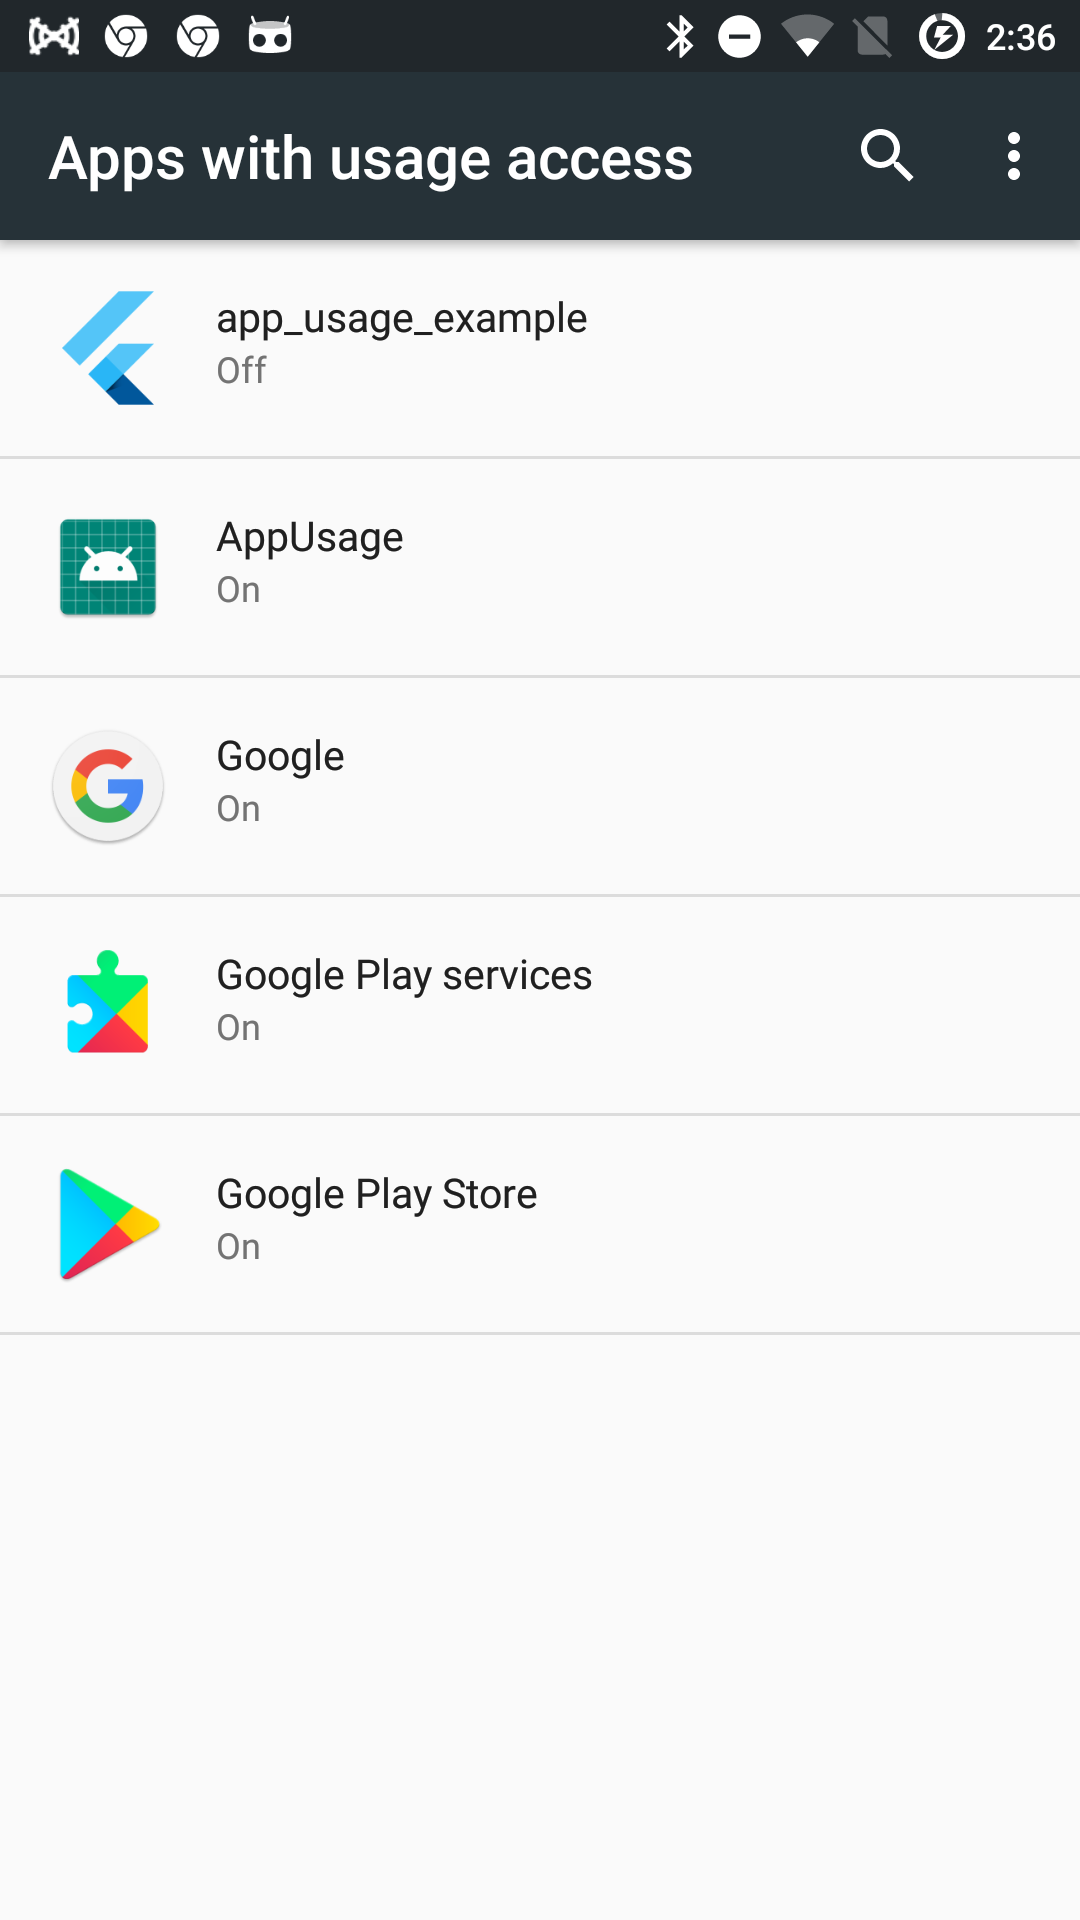 2:36
Apps with usage access
app_usage_example
Off
AppUsage
On
Google
On
Google Play services
On
Google Play Store
On